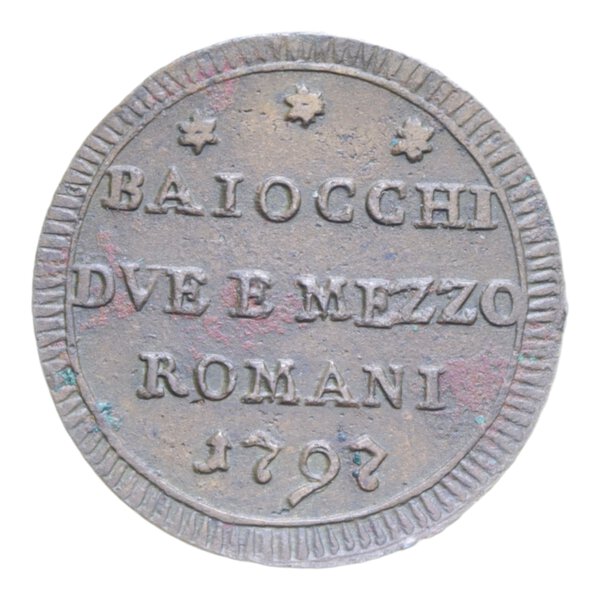 BAIOCCHI
DVE E MEZZO
ROMANI
1797